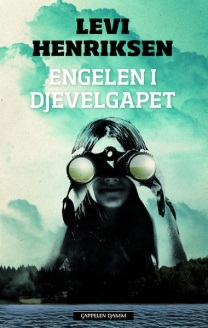 LEVI
HENRIKSEN
ENGELEN I
DJEVELGAPET
CAPPELEN DAMM